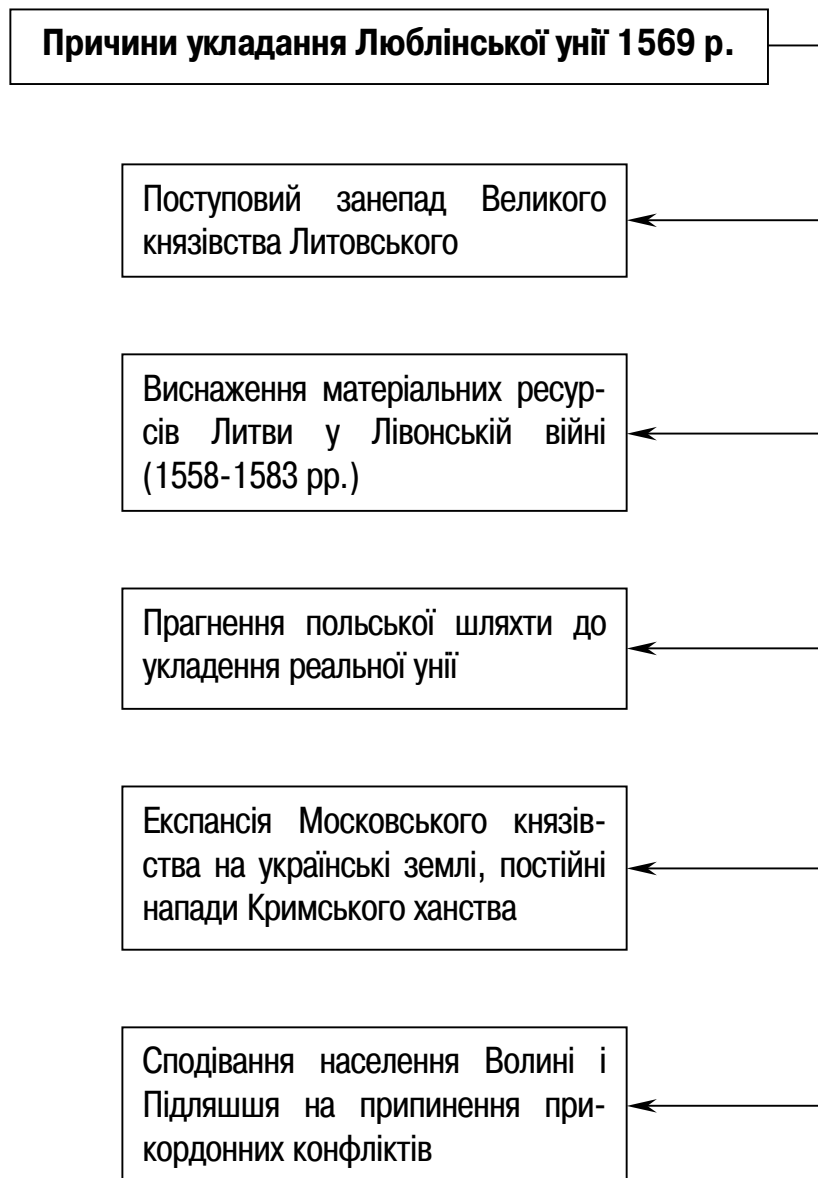 Причини укладання Люблінської унії 1569 р.
Поступовий занепад Великого
князівства Литовського
Виснаження матеріальних ресур-
сів Литви у Лівонській війні
(1558-1583 рр.)
Прагнення польської шляхти до
укладення реальної унії
Експансія Московського князів-
ства на українські землі, постійні
напади Кримського ханства
Сподівання населення Волині і
Підляшшя на припинення при-
кордонних конфліктів